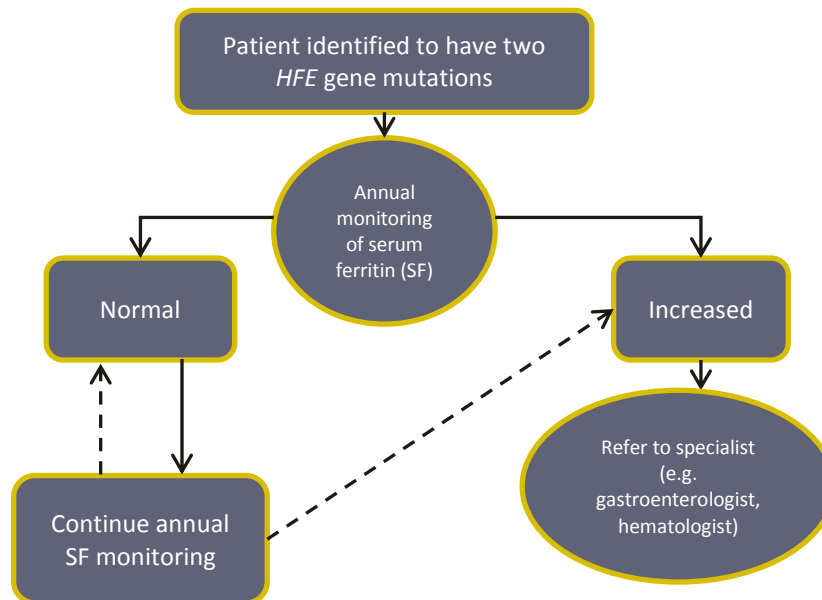 Patient identified to have two
HFE gene mutations
Annual
monitoring
of serum
ferritin (SF)
Normal
Increased
Continue annual
SF monitoring
Refer to specialist
(e.g.
gastroenterologist,
hematologist)